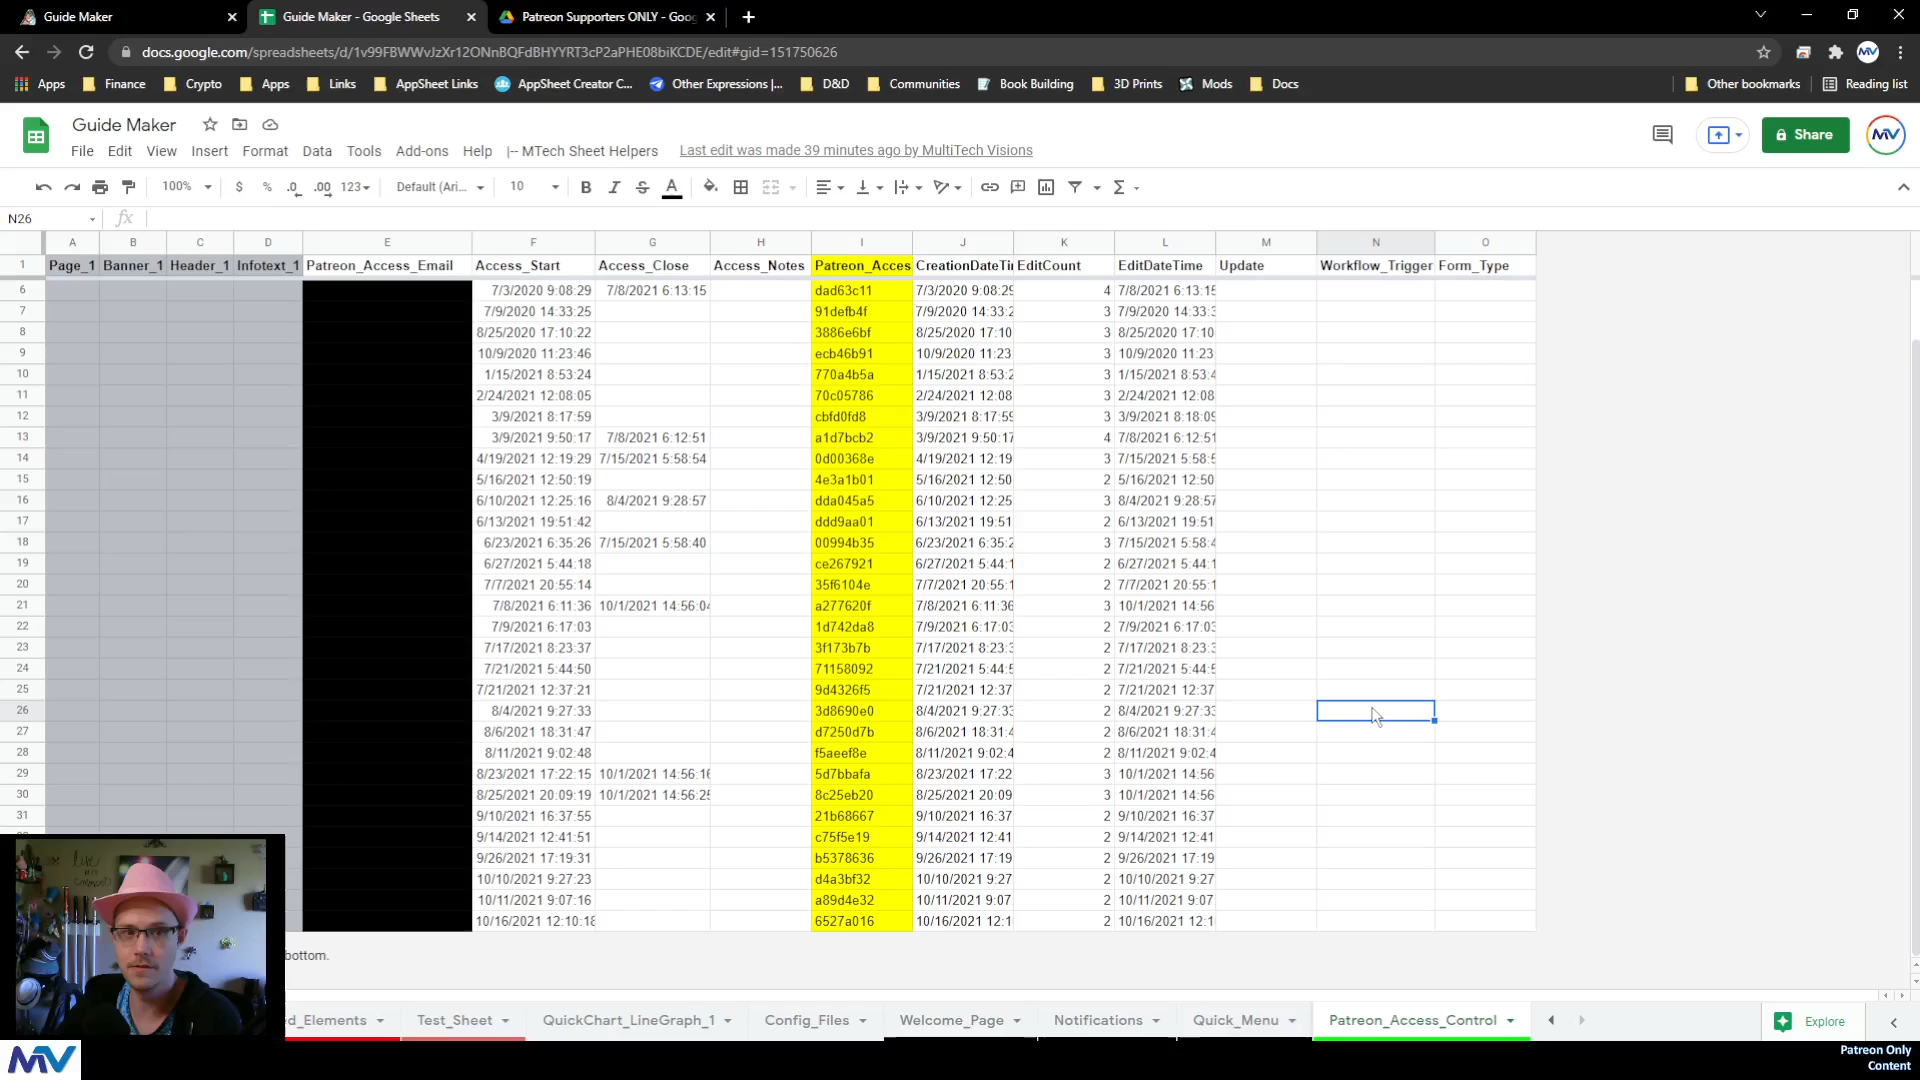 Guide Maker
Guide Maker - Google Sheets
Patreon Supporters ONLY - Goo
docs.google.com/spreadsheets/d/1v99FBWWvJzXr12ONnBQFdBHYYRT3cP2aPHE08biKCDE/edit#gid=151750626
Apps Finance Crypto Apps Links AppSheet Links AppSheet Creator C... Other Expressions |... D&D Communities Book Building 3D Prints Mods Docs Other bookmarks Reading list
Guide Maker
Share
File Edit View Insert Format Data Tools Add-ons Help |-- MTech Sheet Helpers Last edit was made 39 minutes ago by MultiTech Visions
100% $ % .0 .00 123 Default (Ari... 10 B I S A
N26 fx
A B C D E F G H I J K L M N O
1 Page_1 Banner_1 Header_1 Infotext_1 Patreon_Access_Email Access_Start Access_Close Access_Notes Patreon_Acces CreationDateTi EditCount EditDateTime Update Workflow_Trigger Form_Type
6 7/3/2020 9:08:29 7/8/2021 6:13:15 dad63c11 7/3/2020 9:08:29 4 7/8/2021 6:13:15
7 7/9/2020 14:33:25 91defb4f 7/9/2020 14:33:2 3 7/9/2020 14:33:3
8 8/25/2020 17:10:22 3886e6bf 8/25/2020 17:10 3 8/25/2020 17:10
9 10/9/2020 11:23:46 ecb46b91 10/9/2020 11:23 3 10/9/2020 11:23
10 1/15/2021 8:53:24 770a4b5a 1/15/2021 8:53:2 3 1/15/2021 8:53:4
11 2/24/2021 12:08:05 70c05786 2/24/2021 12:08 3 2/24/2021 12:08
12 3/9/2021 8:17:59 cbfd0fd8 3/9/2021 8:17:59 3 3/9/2021 8:18:09
13 3/9/2021 9:50:17 7/8/2021 6:12:51 a1d7bcb2 3/9/2021 9:50:17 4 7/8/2021 6:12:51
14 4/19/2021 12:19:29 7/15/2021 5:58:54 0d00368e 4/19/2021 12:19 3 7/15/2021 5:58:5
15 5/16/2021 12:50:19 4e3a1b01 5/16/2021 12:50 2 5/16/2021 12:50
16 6/10/2021 12:25:16 8/4/2021 9:28:57 dda045a5 6/10/2021 12:25 3 8/4/2021 9:28:57
17 6/13/2021 19:51:42 ddd9aa01 6/13/2021 19:51 2 6/13/2021 19:51
18 6/23/2021 6:35:26 7/15/2021 5:58:40 00994b35 6/23/2021 6:35:2 3 7/15/2021 5:58:4
19 6/27/2021 5:44:18 ce267921 6/27/2021 5:44:1 2 6/27/2021 5:44:1
20 7/7/2021 20:55:14 35f6104e 7/7/2021 20:55:1 2 7/7/2021 20:55:1
21 7/8/2021 6:11:36 10/1/2021 14:56:04 a277620f 7/8/2021 6:11:36 3 10/1/2021 14:56
22 7/9/2021 6:17:03 1d742da8 7/9/2021 6:17:03 2 7/9/2021 6:17:03
23 7/17/2021 8:23:37 3f173b7b 7/17/2021 8:23:3 2 7/17/2021 8:23:3
24 7/21/2021 5:44:50 71158092 7/21/2021 5:44:5 2 7/21/2021 5:44:5
25 7/21/2021 12:37:21 9d4326f5 7/21/2021 12:37 2 7/21/2021 12:37
26 8/4/2021 9:27:33 3d8690e0 8/4/2021 9:27:33 2 8/4/2021 9:27:33
27 8/6/2021 18:31:47 d7250d7b 8/6/2021 18:31:4 2 8/6/2021 18:31:4
28 8/11/2021 9:02:48 f5aeef8e 8/11/2021 9:02:4 2 8/11/2021 9:02:4
29 8/23/2021 17:22:15 10/1/2021 14:56:16 5d7bbafa 8/23/2021 17:22 3 10/1/2021 14:56
30 8/25/2021 20:09:19 10/1/2021 14:56:25 8c25eb20 8/25/2021 20:09 3 10/1/2021 14:56
31 9/10/2021 16:37:55 21b68667 9/10/2021 16:37 2 9/10/2021 16:37
9/14/2021 12:41:51 c75f5e19 9/14/2021 12:41 2 9/14/2021 12:41
9/26/2021 17:19:31 b5378636 9/26/2021 17:19 2 9/26/2021 17:19
10/10/2021 9:27:23 d4a3bf32 10/10/2021 9:27 2 10/10/2021 9:27
10/11/2021 9:07:16 a89d4e32 10/11/2021 9:07 2 10/11/2021 9:07
10/16/2021 12:10:18 6527a016 10/16/2021 12:1 2 10/16/2021 12:1
bottom.
d_Elements Test_Sheet QuickChart_LineGraph_1 Config_Files Welcome_Page Notifications Quick_Menu Patreon_Access_Control Explore
MV
Patreon Only
Content